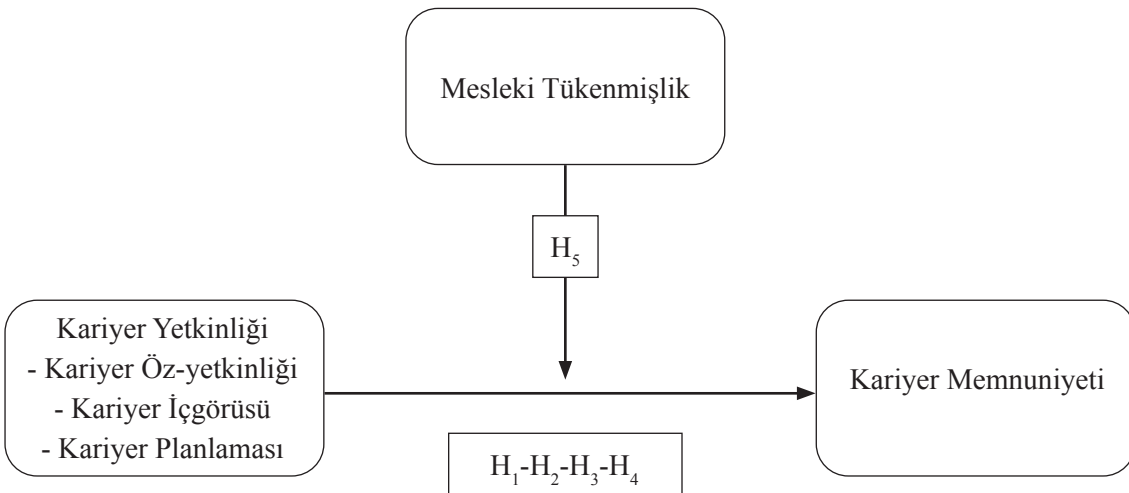 Mesleki Tükenmişlik
H₅
Kariyer Yetkinliği
- Kariyer Öz-yetkinliği
- Kariyer İçgörüsü
- Kariyer Planlaması
Kariyer Memnuniyeti
H₁-H₂-H₃-H₄